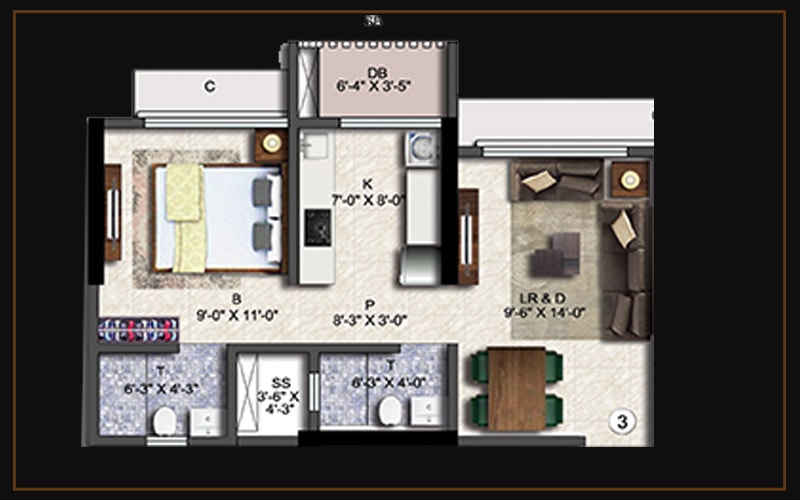 DB
6'-4" X 3'-5"
C
K
7'-0" X 8'-0"
B
9'-0" X 11'-0"
P
8'-3" X 3'-0"
LR & D
9'-6" X 14'-0"
T
6'-3" X 4'-3"
SS
3'-6" X
4'-3"
T
6'-3" X 4'-0"
3